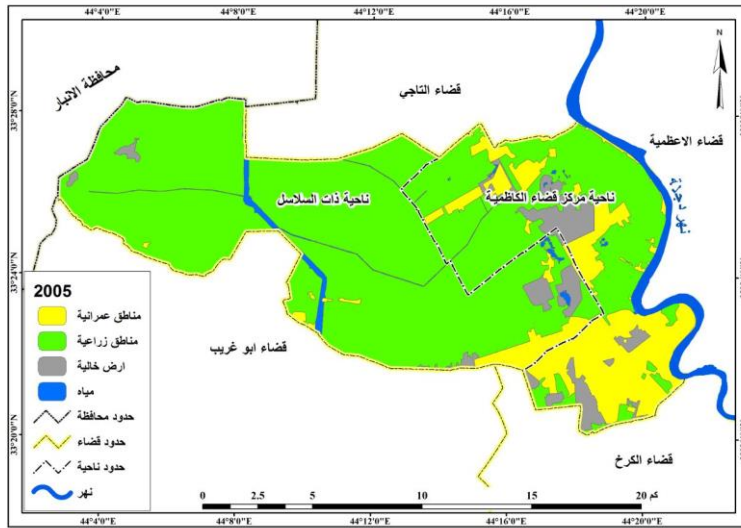 44°4'0"E
44°8'0"E
44°12'0"E
44°16'0"E
44°20'0"E
N
محافظة الانبار
قضاء التاجي
قضاء الاعظمية
33°28'0"N
ناحية ذات السلاسل
ناحية مركز قضاء الكاظمية
نهر دجلة
33°24'0"N
قضاء ابو غريب
2005
مناطق عمرانية
مناطق زراعية
ارض خالية
مياه
حدود محافظة
حدود قضاء
حدود ناحية
نهر
33°20'0"N
قضاء الكرخ
0 2.5 5 10 15 20 كم
44°4'0"E
44°8'0"E
44°12'0"E
44°16'0"E
44°20'0"E